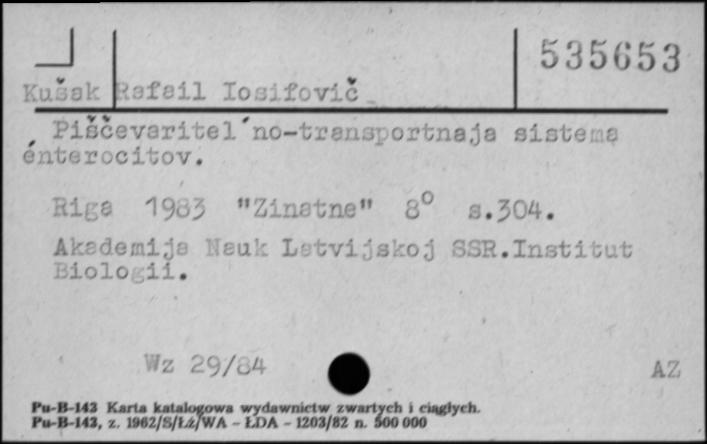 535653
Kušak Rafail Iosifovič
Piščevaritel'no-transportnaja sistema
énterocitov.
Riga 1983 "Zinatne" 8° s.304.
Akademija Nauk Latvijskoj SSR.Institut
Biologii.
Wz 29/84 AZ
Pu-B-143 Karta katalogowa wydawnictw zwartych i ciągłych.
Pu-B-143, z. 1962/S/Łż/WA - ŁDA - 1203/82 n. 500 000